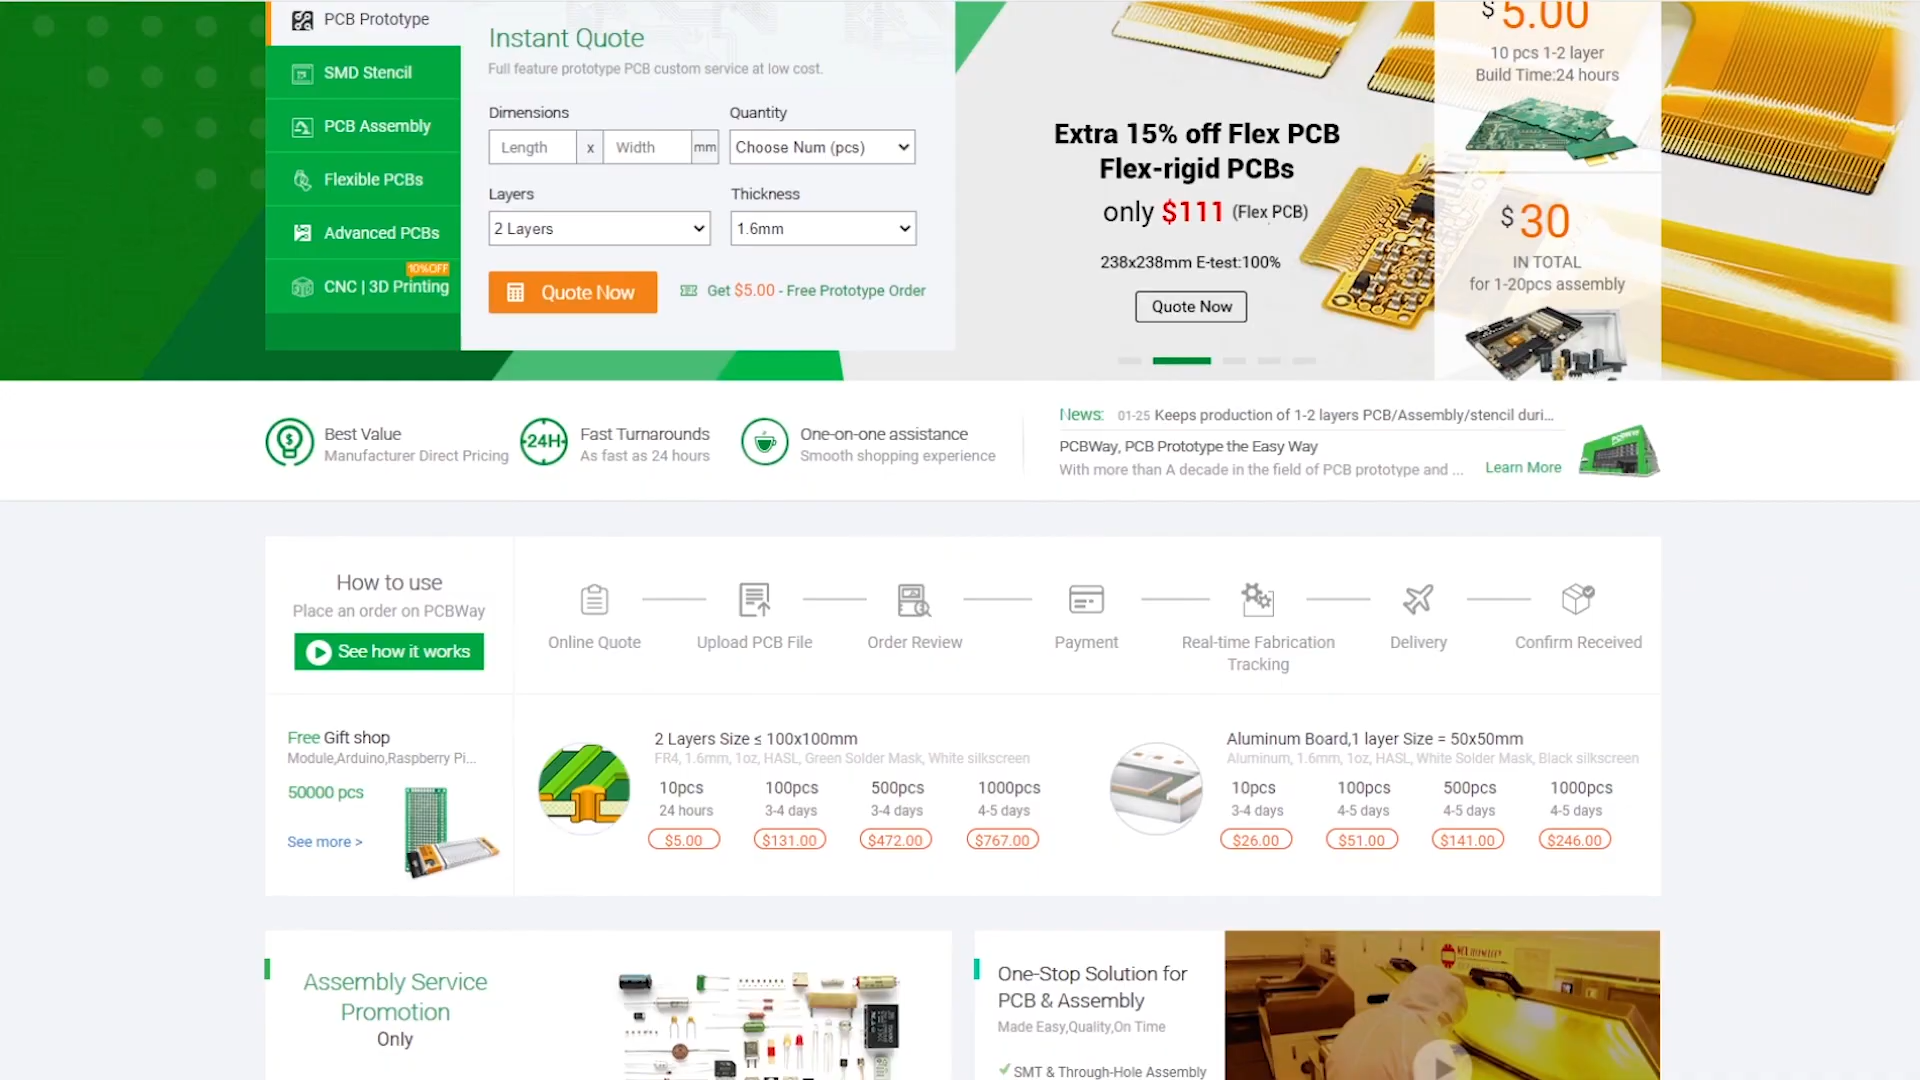 PCB Prototype
SMD Stencil
PCB Assembly
Flexible PCBs
Advanced PCBs
10%OFF
CNC | 3D Printing
Instant Quote
Full feature prototype PCB custom service at low cost.
Dimensions
Quantity
Length
x
Width
mm
Choose Num (pcs)
Layers
Thickness
2 Layers
1.6mm
Quote Now
Get $5.00 - Free Prototype Order
Extra 15% off Flex PCB
Flex-rigid PCBs
only $111 (Flex PCB)
238x238mm E-test:100%
Quote Now
$5.00
10 pcs 1-2 layer
Build Time:24 hours
$30
IN TOTAL
for 1-20pcs assembly
Best Value
Manufacturer Direct Pricing
24H
Fast Turnarounds
As fast as 24 hours
One-on-one assistance
Smooth shopping experience
News: 01-25 Keeps production of 1-2 layers PCB/Assembly/stencil duri...
PCBWay, PCB Prototype the Easy Way
With more than A decade in the field of PCB prototype and ...
Learn More
How to use
Place an order on PCBWay
See how it works
Online Quote
Upload PCB File
Order Review
Payment
Real-time Fabrication
Tracking
Delivery
Confirm Received
Free Gift shop
Module,Arduino,Raspberry Pi...
50000 pcs
See more >
2 Layers Size ≤ 100x100mm
FR4, 1.6mm, 1oz, HASL, Green Solder Mask, White silkscreen
10pcs 100pcs 500pcs 1000pcs
24 hours 3-4 days 3-4 days 4-5 days
$5.00 $131.00 $472.00 $767.00
Aluminum Board,1 layer Size = 50x50mm
Aluminum, 1.6mm, 1oz, HASL, White Solder Mask, Black silkscreen
10pcs 100pcs 500pcs 1000pcs
3-4 days 4-5 days 4-5 days 4-5 days
$26.00 $51.00 $141.00 $246.00
Assembly Service
Promotion
Only
One-Stop Solution for
PCB & Assembly
Made Easy,Quality,On Time
SMT & Through-Hole Assembly